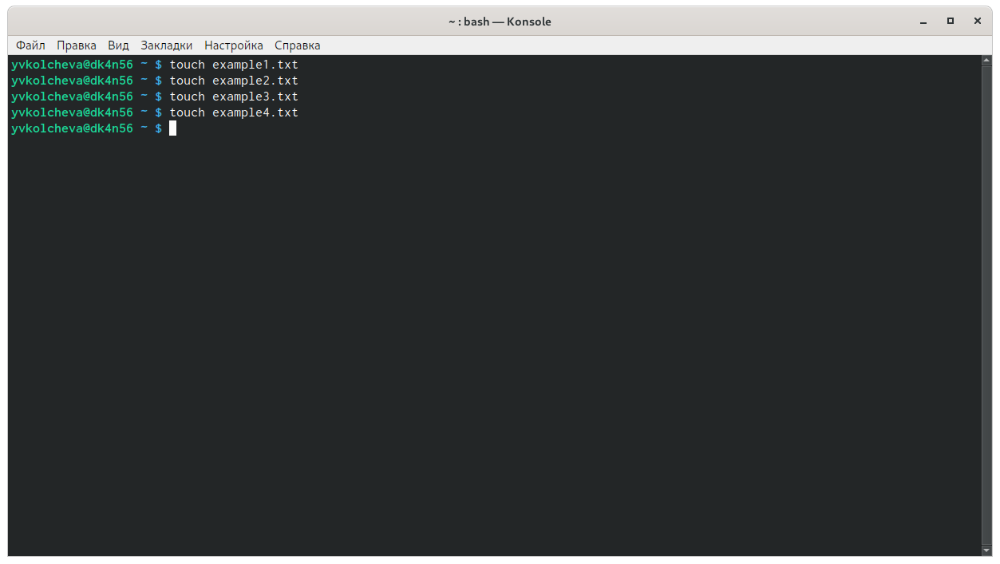 ~ : bash — Konsole
Файл Правка Вид Закладки Настройка Справка
yvkolcheva@dk4n56 ~ $ touch example1.txt
yvkolcheva@dk4n56 ~ $ touch example2.txt
yvkolcheva@dk4n56 ~ $ touch example3.txt
yvkolcheva@dk4n56 ~ $ touch example4.txt
yvkolcheva@dk4n56 ~ $